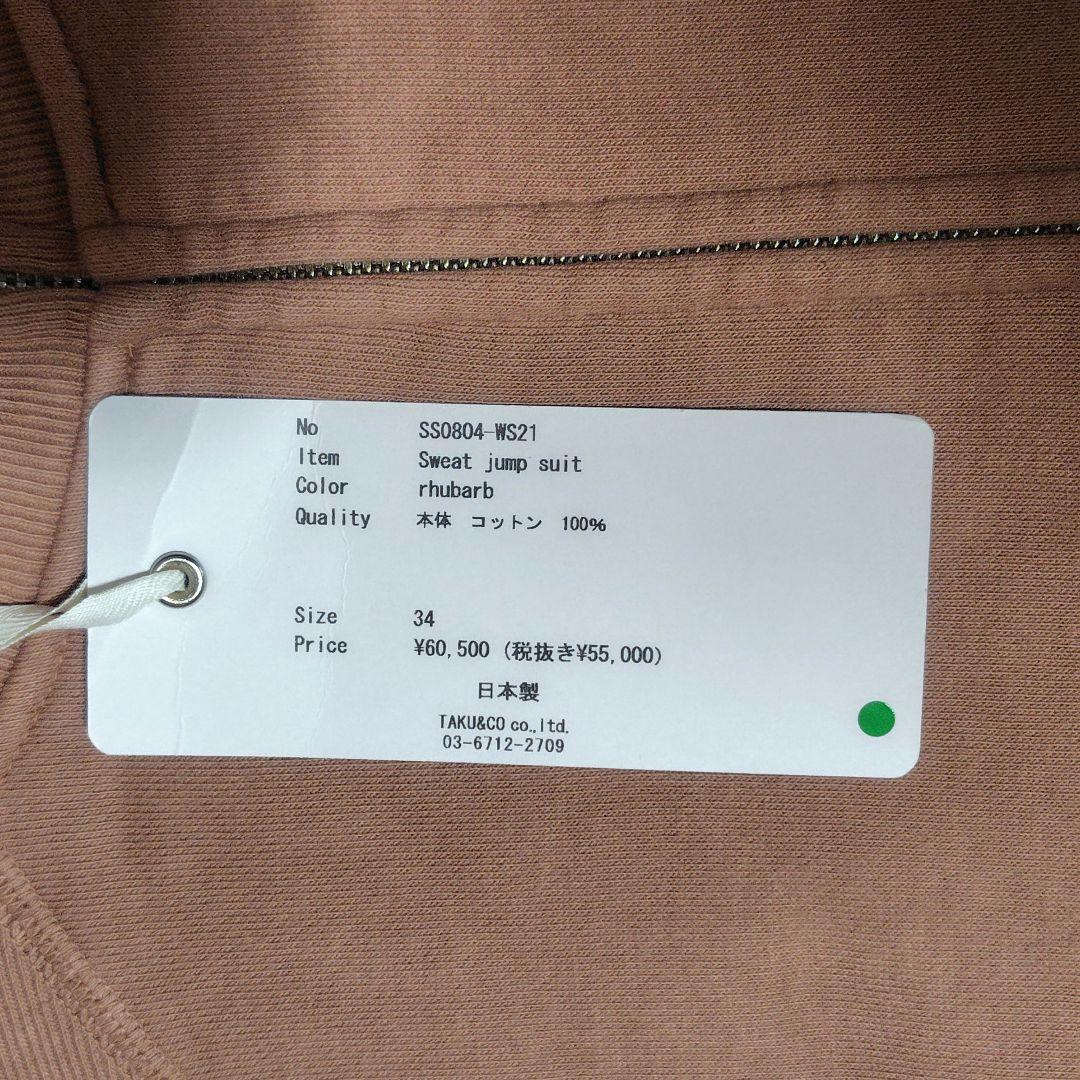 No SS0804-WS21
Item Sweat jump suit
Color rhubarb
Quality 本体 コットン 100%
Size 34
Price ¥60,500 (税抜き¥55,000)
日本製
TAKU&CO co.,ltd.
03-6712-2709